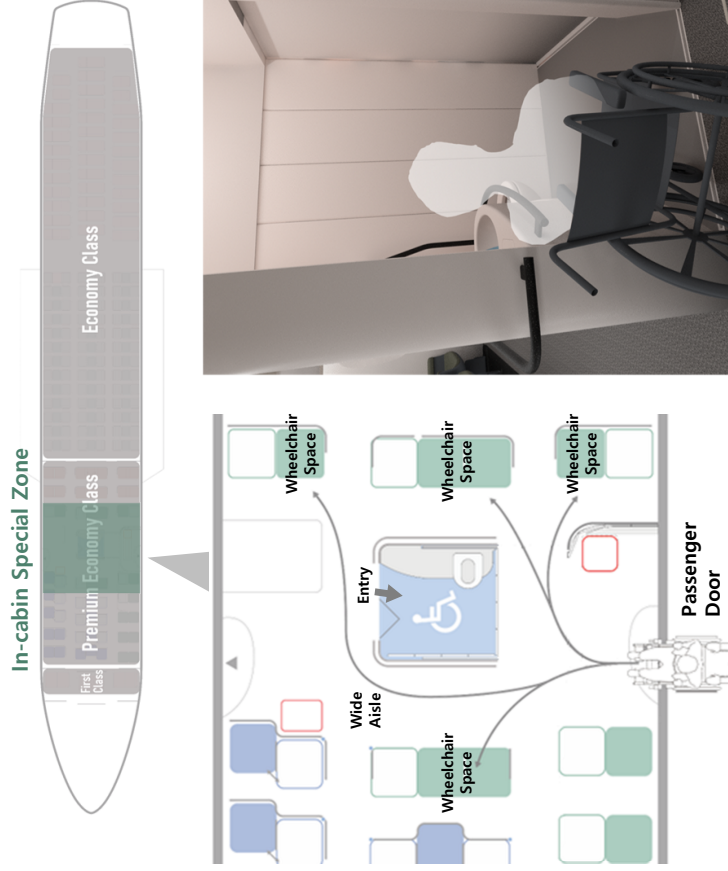 In-cabin Special Zone
First
Class
Premium Economy Class
Economy Class
Wheelchair
Space
Wheelchair
Space
Wheelchair
Space
Entry
Wide
Aisle
Wheelchair
Space
Passenger
Door